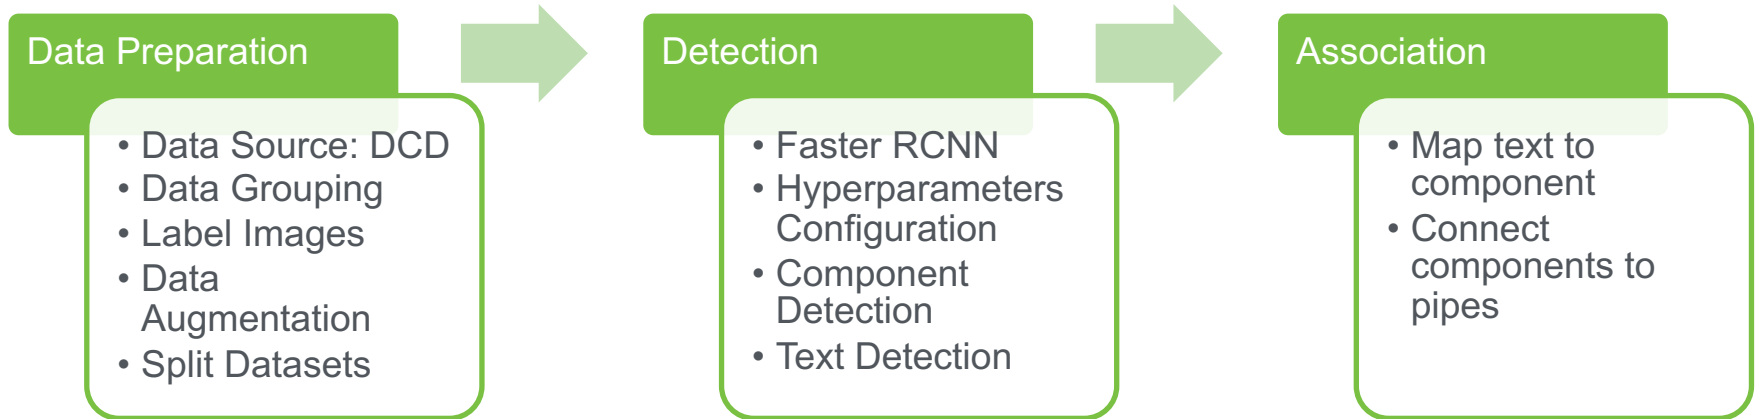 Data Preparation
• Data Source: DCD
• Data Grouping
• Label Images
• Data
Augmentation
• Split Datasets
Detection
• Faster RCNN
• Hyperparameters
Configuration
• Component
Detection
• Text Detection
Association
• Map text to
component
• Connect
components to
pipes